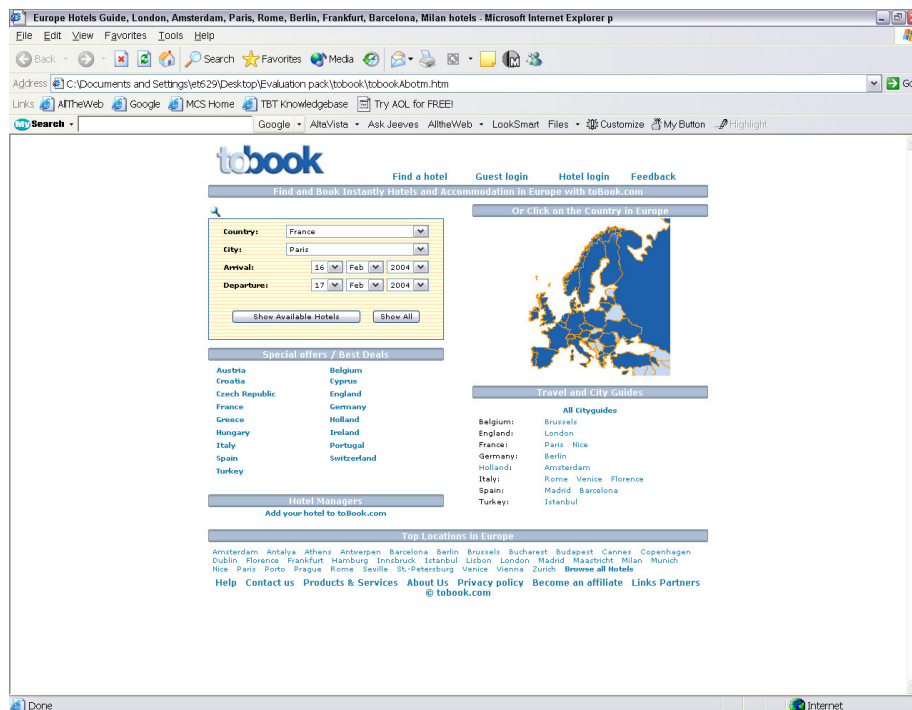 Europe Hotels Guide, London, Amsterdam, Paris, Rome, Berlin, Frankfurt, Barcelona, Milan hotels - Microsoft Internet Explorer p
File Edit View Favorites Tools Help
Back Search Favorites Media
Address C:\Documents and Settings\et629\Desktop\Evaluation pack\tobook\tobookAbotm.htm Go
Links AllTheWeb Google MCS Home TBT Knowledgebase Try AOL for FREE!
My Search Google AltaVista Ask Jeeves AlltheWeb LookSmart Files Customize My Button Highlight
tobook
Find a hotel Guest login Hotel login Feedback
Find and Book Instantly Hotels and Accommodation in Europe with toBook.com
Or Click on the Country in Europe
Country: France
City: Paris
Arrival: 16 Feb 2004
Departure: 17 Feb 2004
Show Available Hotels Show All
Special offers / Best Deals
Austria Belgium
Croatia Cyprus
Czech Republic England
France Germany
Greece Holland
Hungary Ireland
Italy Portugal
Spain Switzerland
Turkey
Travel and City Guides
All Cityguides
Belgium: Brussels
England: London
France: Paris Nice
Germany: Berlin
Holland: Amsterdam
Italy: Rome Venice Florence
Spain: Madrid Barcelona
Turkey: Istanbul
Hotel Managers
Add your hotel to toBook.com
Top Locations in Europe
Amsterdam Antalya Athens Antwerpen Barcelona Berlin Brussels Bucharest Budapest Cannes Copenhagen
Dublin Florence Frankfurt Hamburg Innsbruck Istanbul Lisbon London Madrid Maastricht Milan Munich
Nice Paris Porto Prague Rome Seville St.-Petersburg Venice Vienna Zurich Browse all Hotels
Help Contact us Products & Services About Us Privacy policy Become an affiliate Links Partners
© tobook.com
Done Internet